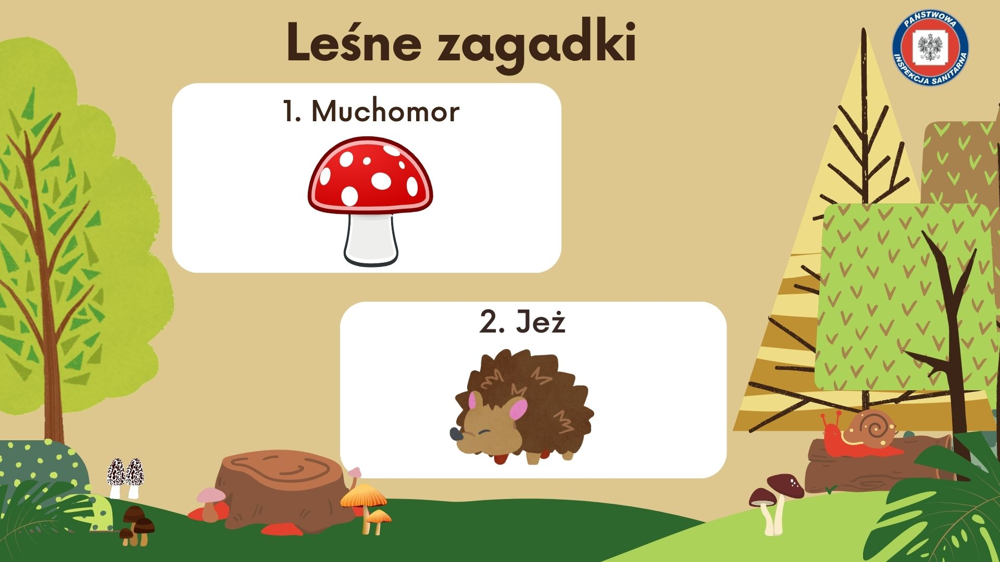 Leśne zagadki
PAŃSTWOWA
INSPEKCJA SANITARNA
1. Muchomor
2. Jeż